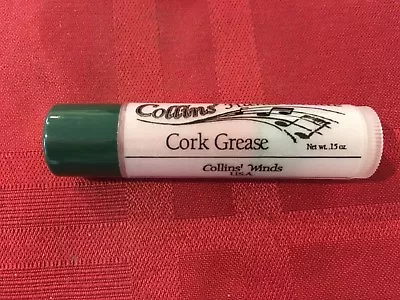 Collins'
Cork Grease
Net wt. .15 oz.
Collins' Winds
USA